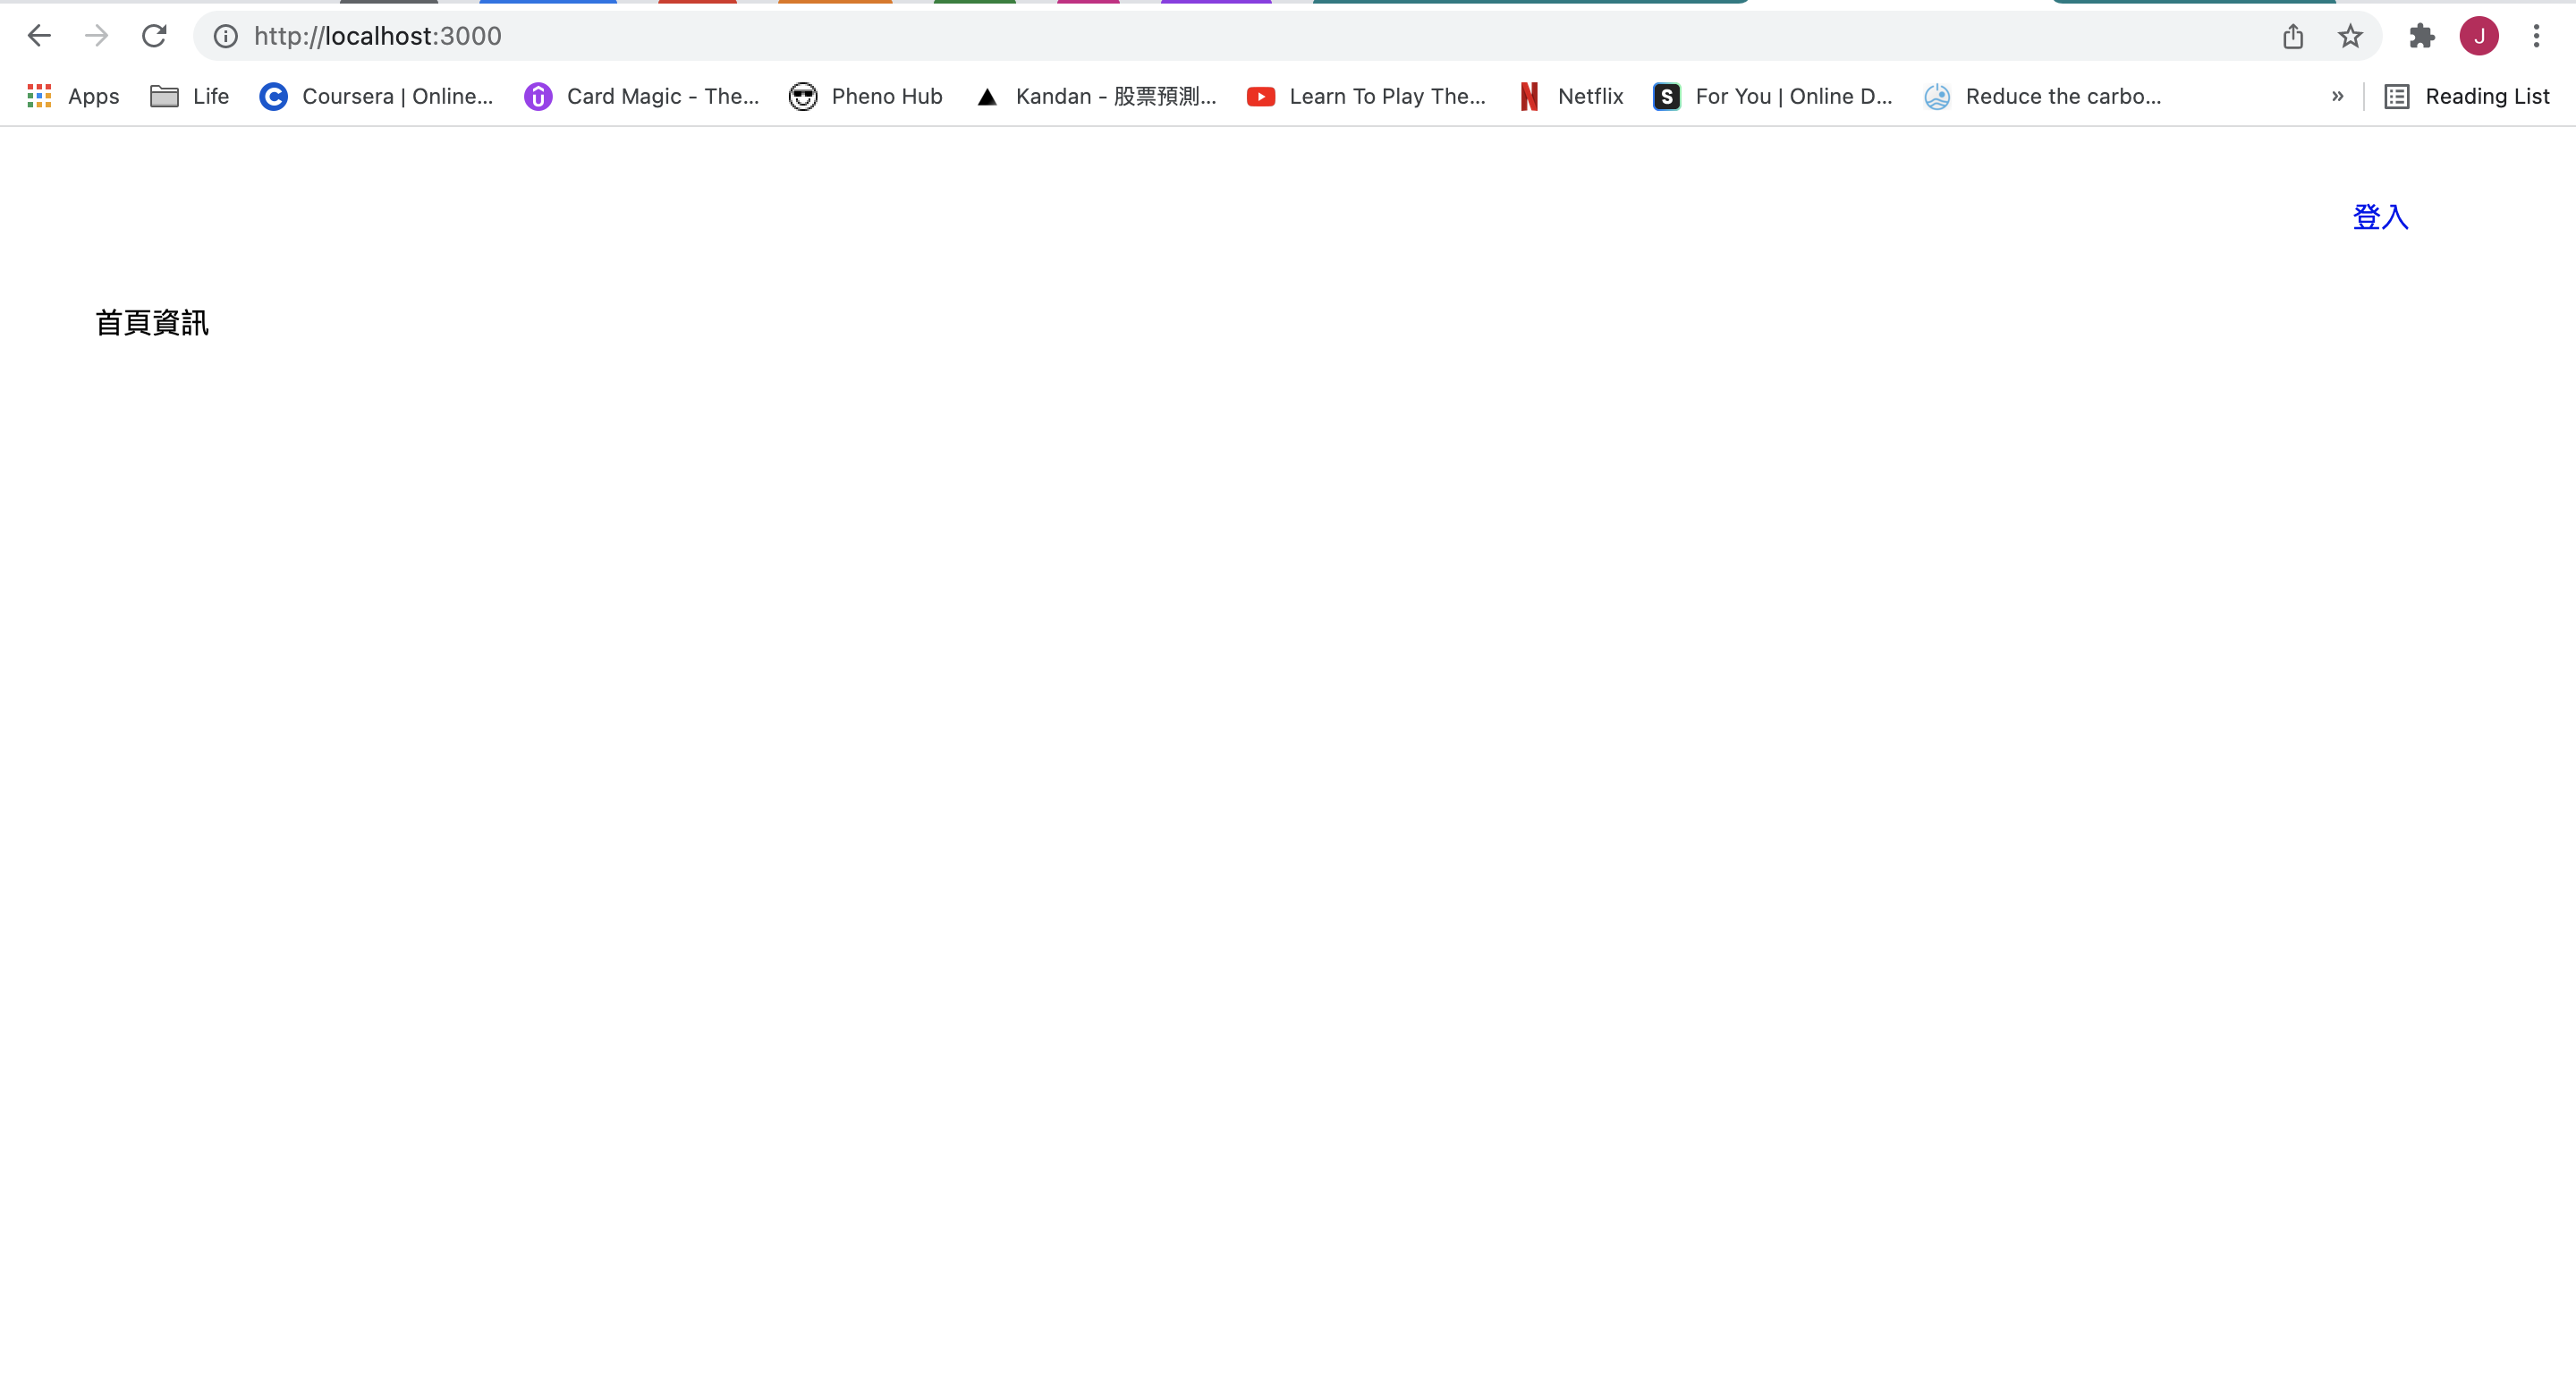 http://localhost:3000
J
Apps Life Coursera | Online... Card Magic - The... Pheno Hub Kandan - 股票預測... Learn To Play The... Netflix For You | Online D... Reduce the carbo... » Reading List
登入
首頁資訊